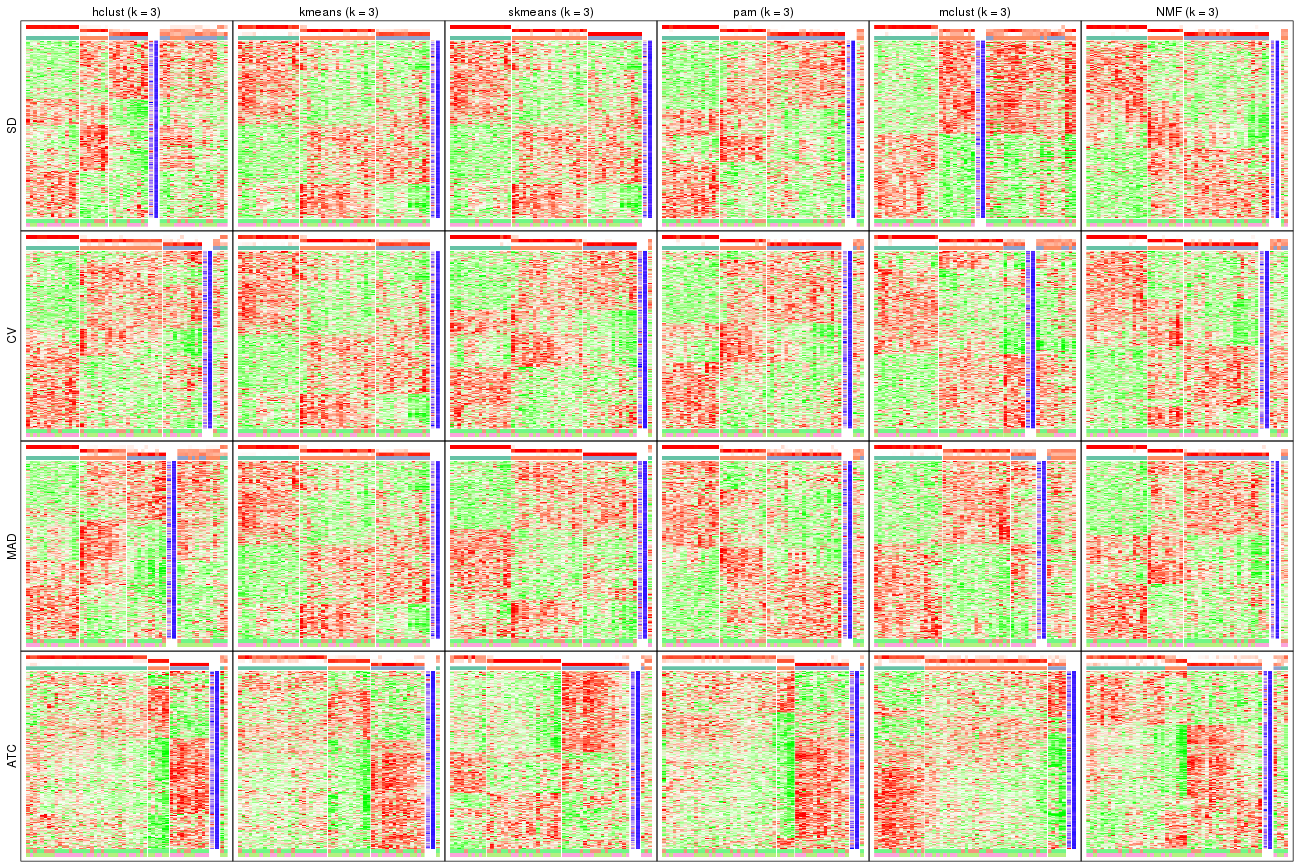 hclust (k = 3) kmeans (k = 3) skmeans (k = 3) pam (k = 3) mclust (k = 3) NMF (k = 3)
SD
CV
MAD
ATC